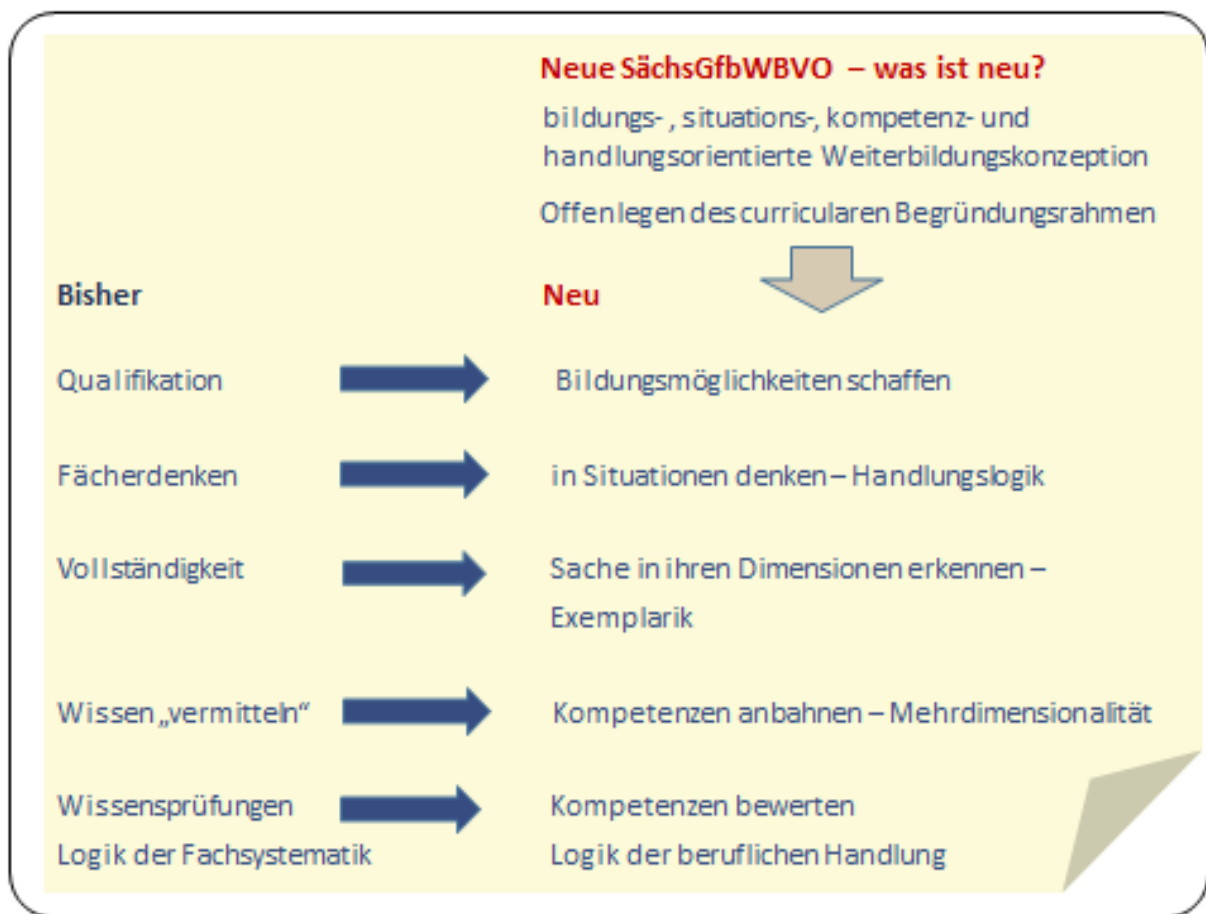 Neue SächsGfbWBVO – was ist neu?
bildungs- , situations-, kompetenz- und
handlungsorientierte Weiterbildungskonzeption
Offenlegen des curricularen Begründungsrahmen
Bisher Neu
Qualifikation Bildungsmöglichkeiten schaffen
Fächerdenken in Situationen denken – Handlungslogik
Vollständigkeit Sache in ihren Dimensionen erkennen –
Exemplarik
Wissen „vermitteln“ Kompetenzen anbahnen – Mehrdimensionalität
Wissensprüfungen Kompetenzen bewerten
Logik der Fachsystematik Logik der beruflichen Handlung